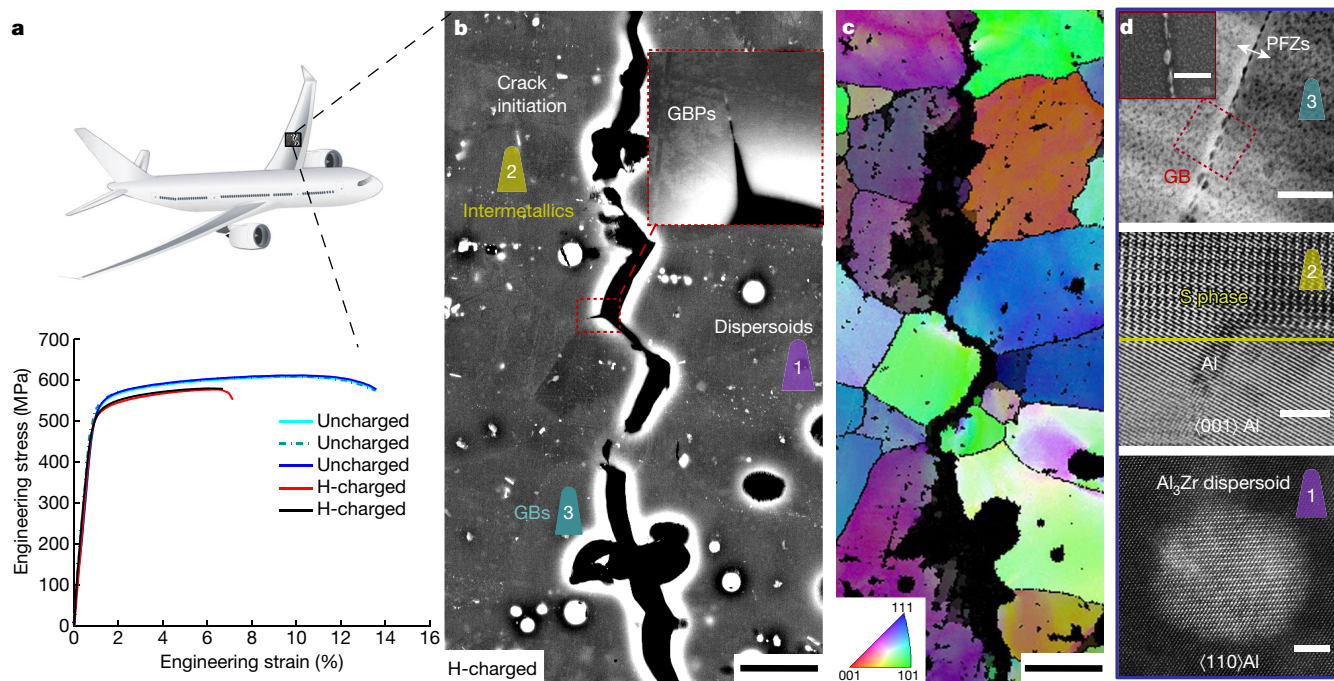 a
700
600
500
400
300
200
100
0
0
2
4
6
8
10
12
14
16
Engineering stress (MPa)
Engineering strain (%)
Uncharged
Uncharged
Uncharged
H-charged
H-charged
b
Crack
initiation
2
Intermetallics
GBPs
Dispersoids
1
GBs
3
H-charged
c
111
001
101
d
PFZs
3
GB
2
S phase
Al
⟨001⟩ Al
Al₃Zr dispersoid
1
⟨110⟩Al